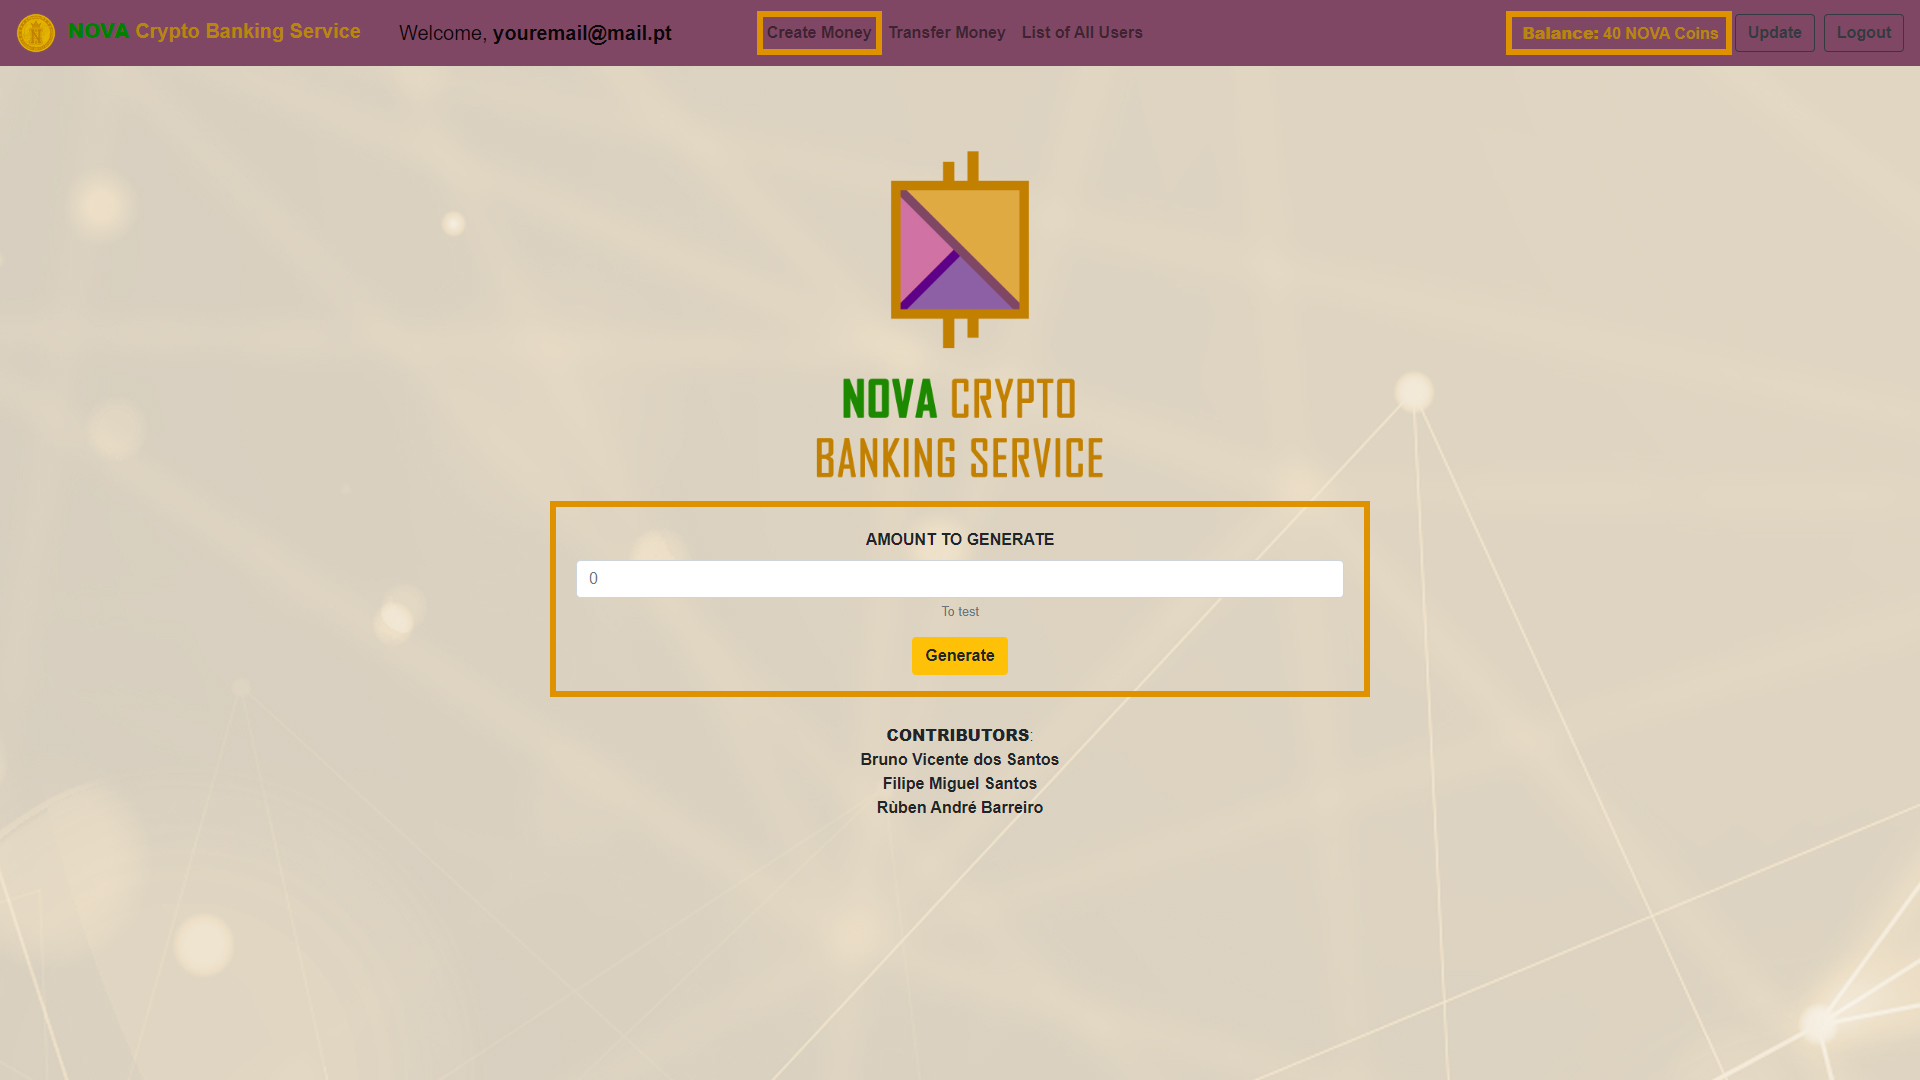 NOVA Crypto Banking Service
Welcome, youremail@mail.pt
Create Money
Transfer Money
List of All Users
Balance: 40 NOVA Coins
Update
Logout
NOVA CRYPTO
BANKING SERVICE
AMOUNT TO GENERATE
0
To test
Generate
CONTRIBUTORS:
Bruno Vicente dos Santos
Filipe Miguel Santos
Rùben André Barreiro